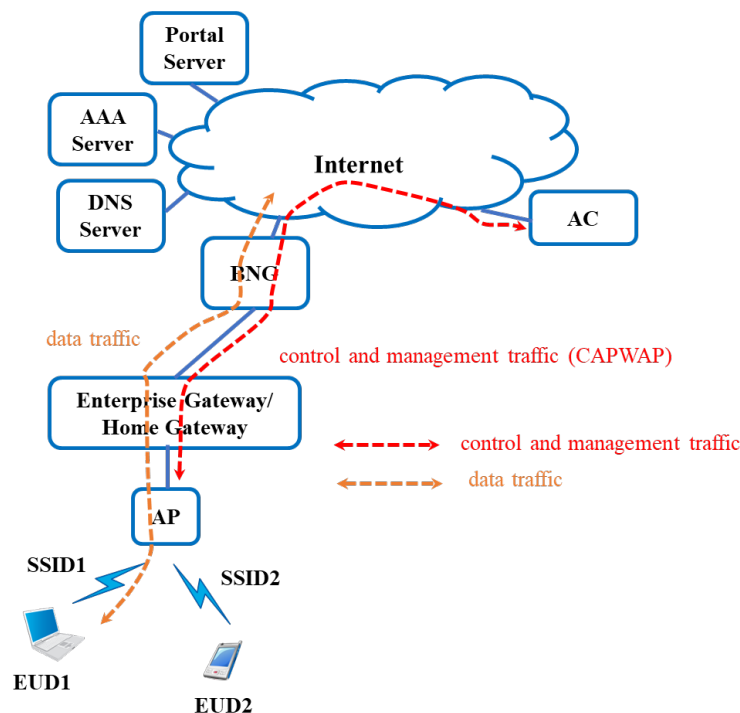 Portal
Server
AAA
Server
Internet
DNS
Server
AC
BNG
data traffic
control and management traffic (CAPWAP)
Enterprise Gateway/
Home Gateway
control and management traffic
data traffic
AP
SSID1
SSID2
EUD1
EUD2